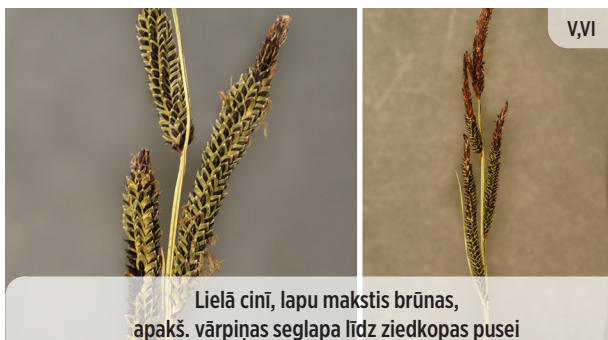 V,VI
Lielā cinī, lapu makstis brūnas,
apakš. vārpiņas seglapa līdz ziedkopas pusei